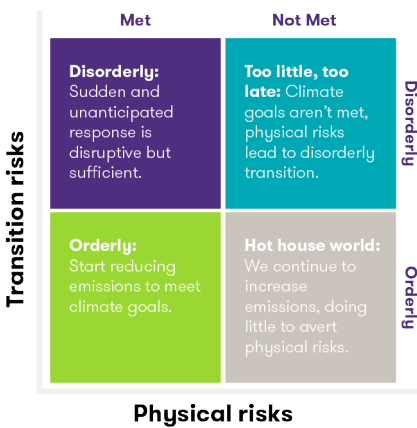 Met
Not Met
Transition risks
Disorderly:
Sudden and
unanticipated
response is
disruptive but
sufficient.
Too little, too
late: Climate
goals aren't met,
physical risks
lead to disorderly
transition.
Disorderly
Orderly:
Start reducing
emissions to meet
climate goals.
Hot house world:
We continue to
increase
emissions, doing
little to avert
physical risks.
Orderly
Physical risks